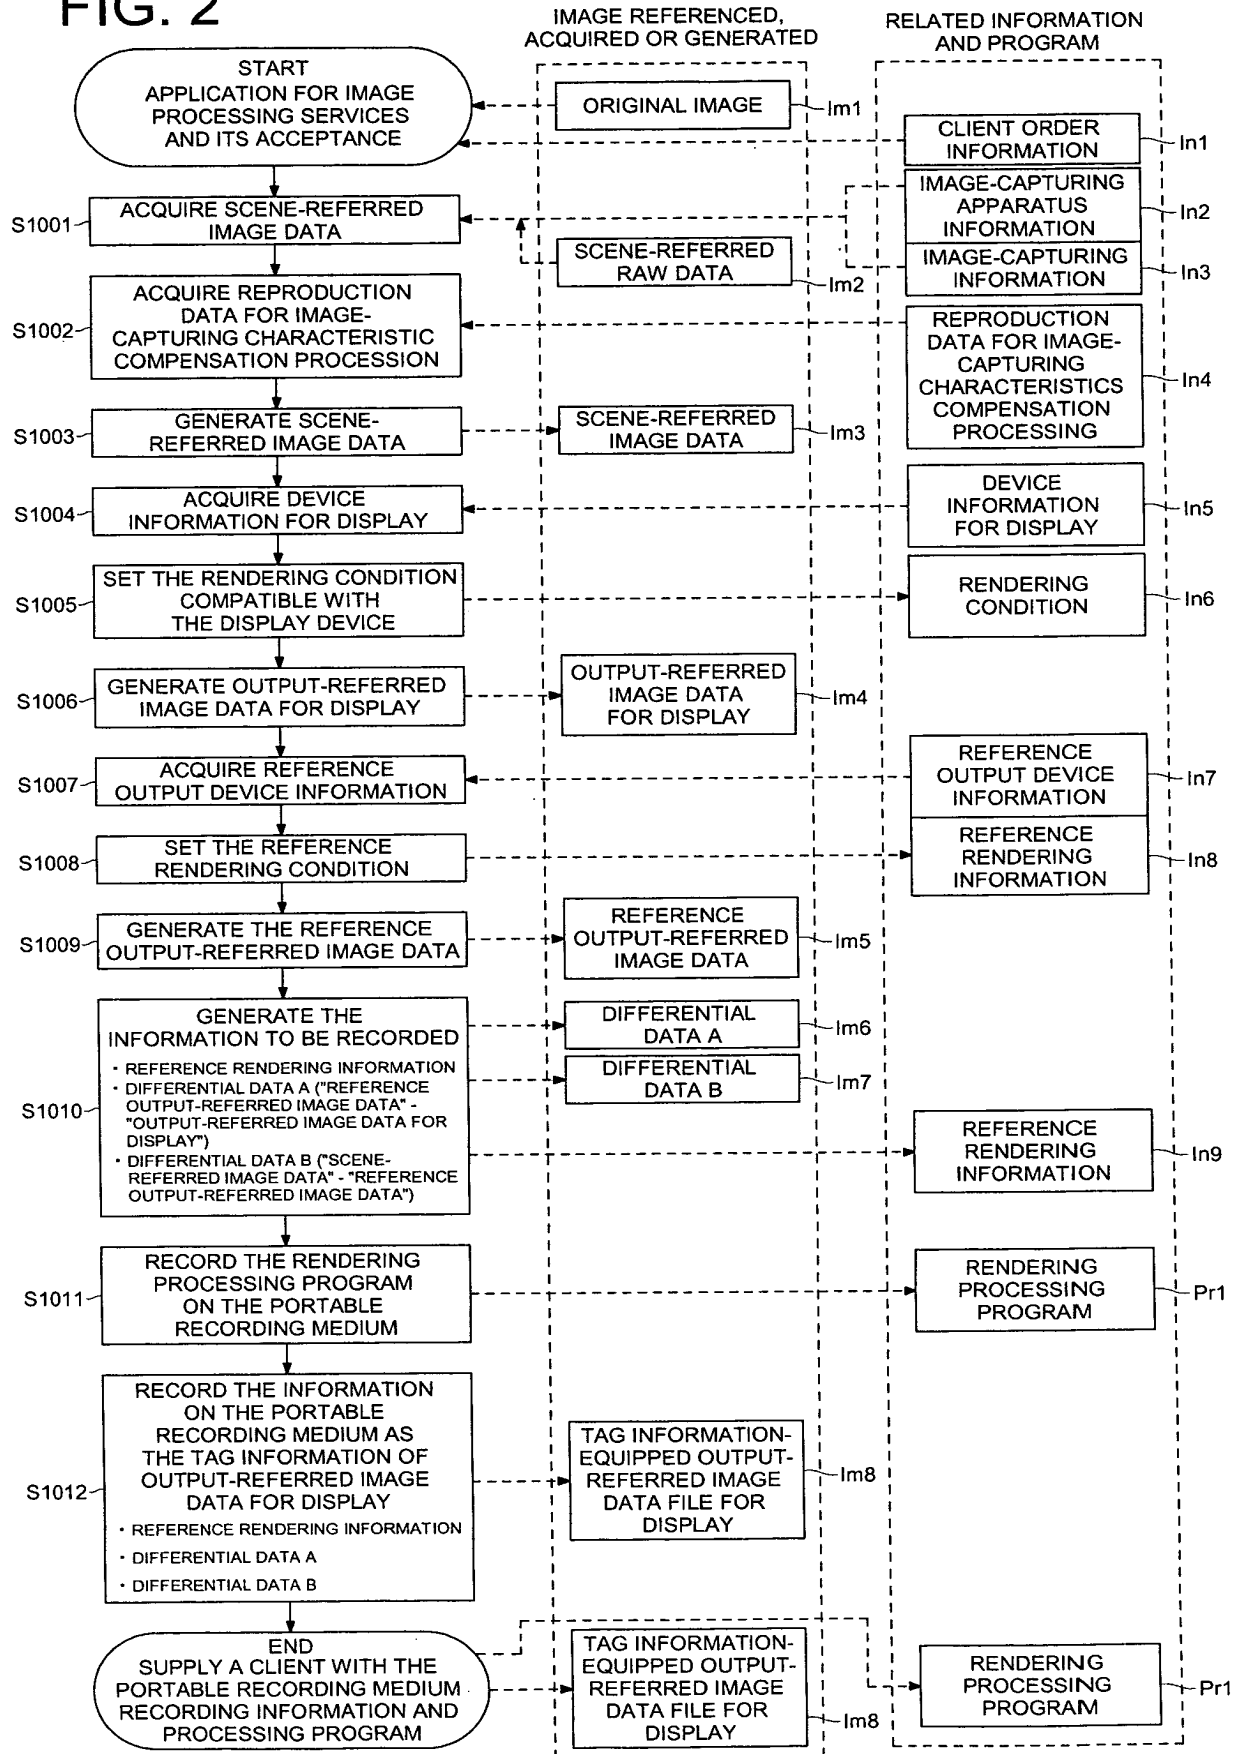 FIG. 2
IMAGE REFERENCED,
ACQUIRED OR GENERATED
RELATED INFORMATION
AND PROGRAM
START
APPLICATION FOR IMAGE
PROCESSING SERVICES
AND ITS ACCEPTANCE
ORIGINAL IMAGE
Im1
CLIENT ORDER
INFORMATION
In1
S1001
ACQUIRE SCENE-REFERRED
IMAGE DATA
SCENE-REFERRED
RAW DATA
Im2
IMAGE-CAPTURING
APPARATUS
INFORMATION
In2
IMAGE-CAPTURING
INFORMATION
In3
S1002
ACQUIRE REPRODUCTION
DATA FOR IMAGE-
CAPTURING CHARACTERISTIC
COMPENSATION PROCESSION
REPRODUCTION
DATA FOR IMAGE-
CAPTURING
CHARACTERISTICS
COMPENSATION
PROCESSING
In4
S1003
GENERATE SCENE-
REFERRED IMAGE DATA
SCENE-REFERRED
IMAGE DATA
Im3
S1004
ACQUIRE DEVICE
INFORMATION FOR DISPLAY
DEVICE
INFORMATION
FOR DISPLAY
In5
S1005
SET THE RENDERING CONDITION
COMPATIBLE WITH
THE DISPLAY DEVICE
RENDERING
CONDITION
In6
S1006
GENERATE OUTPUT-REFERRED
IMAGE DATA FOR DISPLAY
OUTPUT-REFERRED
IMAGE DATA
FOR DISPLAY
Im4
S1007
ACQUIRE REFERENCE
OUTPUT DEVICE INFORMATION
REFERENCE
OUTPUT DEVICE
INFORMATION
In7
S1008
SET THE REFERENCE
RENDERING CONDITION
REFERENCE
RENDERING
INFORMATION
In8
S1009
GENERATE THE REFERENCE
OUTPUT-REFERRED IMAGE DATA
REFERENCE
OUTPUT-REFERRED
IMAGE DATA
Im5
S1010
GENERATE THE
INFORMATION TO BE RECORDED
・REFERENCE RENDERING INFORMATION
・DIFFERENTIAL DATA A ("REFERENCE
OUTPUT-REFERRED IMAGE DATA" -
"OUTPUT-REFERRED IMAGE DATA FOR
DISPLAY")
・DIFFERENTIAL DATA B ("SCENE-
REFERRED IMAGE DATA" - "REFERENCE
OUTPUT-REFERRED IMAGE DATA")
DIFFERENTIAL
DATA A
Im6
DIFFERENTIAL
DATA B
Im7
REFERENCE
RENDERING
INFORMATION
In9
S1011
RECORD THE RENDERING
PROCESSING PROGRAM
ON THE PORTABLE
RECORDING MEDIUM
RENDERING
PROCESSING
PROGRAM
Pr1
S1012
RECORD THE INFORMATION
ON THE PORTABLE
RECORDING MEDIUM AS
THE TAG INFORMATION OF
OUTPUT-REFERRED IMAGE
DATA FOR DISPLAY
・REFERENCE RENDERING INFORMATION
・DIFFERENTIAL DATA A
・DIFFERENTIAL DATA B
TAG INFORMATION-
EQUIPPED OUTPUT-
REFERRED IMAGE
DATA FILE FOR
DISPLAY
Im8
END
SUPPLY A CLIENT WITH THE
PORTABLE RECORDING MEDIUM
RECORDING INFORMATION AND
PROCESSING PROGRAM
TAG INFORMATION-
EQUIPPED OUTPUT-
REFERRED IMAGE
DATA FILE FOR
DISPLAY
Im8
RENDERING
PROCESSING
PROGRAM
Pr1